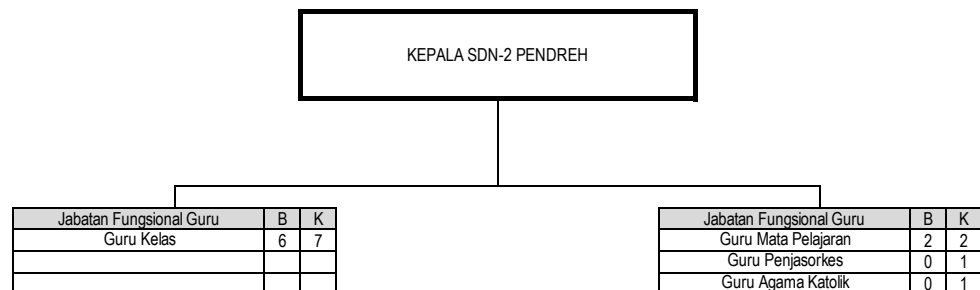 KEPALA SDN-2 PENDREH
Jabatan Fungsional Guru B K
Guru Kelas 6 7
Jabatan Fungsional Guru B K
Guru Mata Pelajaran 2 2
Guru Penjasorkes 0 1
Guru Agama Katolik 0 1